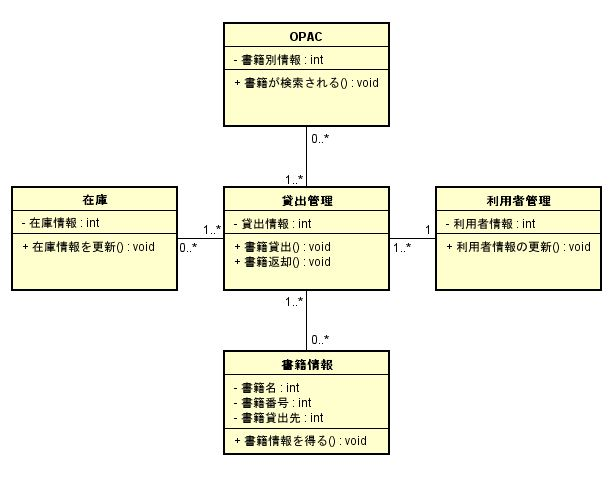 OPAC
- 書籍別情報 : int
+ 書籍が検索される() : void
0..*
1..*
在庫
- 在庫情報 : int
+ 在庫情報を更新() : void
1..*
0..*
貸出管理
- 貸出情報 : int
+ 書籍貸出() : void
+ 書籍返却() : void
1
1..*
利用者管理
- 利用者情報 : int
+ 利用者情報の更新() : void
1..*
0..*
書籍情報
- 書籍名 : int
- 書籍番号 : int
- 書籍貸出先 : int
+ 書籍情報を得る() : void